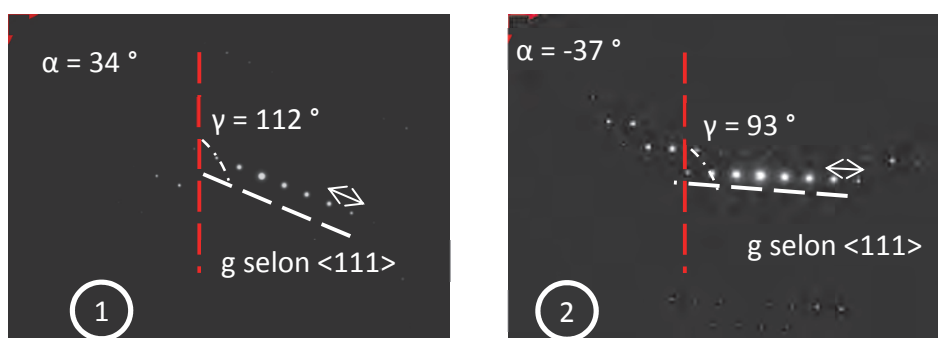 α = 34 °
γ = 112 °
g selon <111>
1
α = -37 °
γ = 93 °
g selon <111>
2